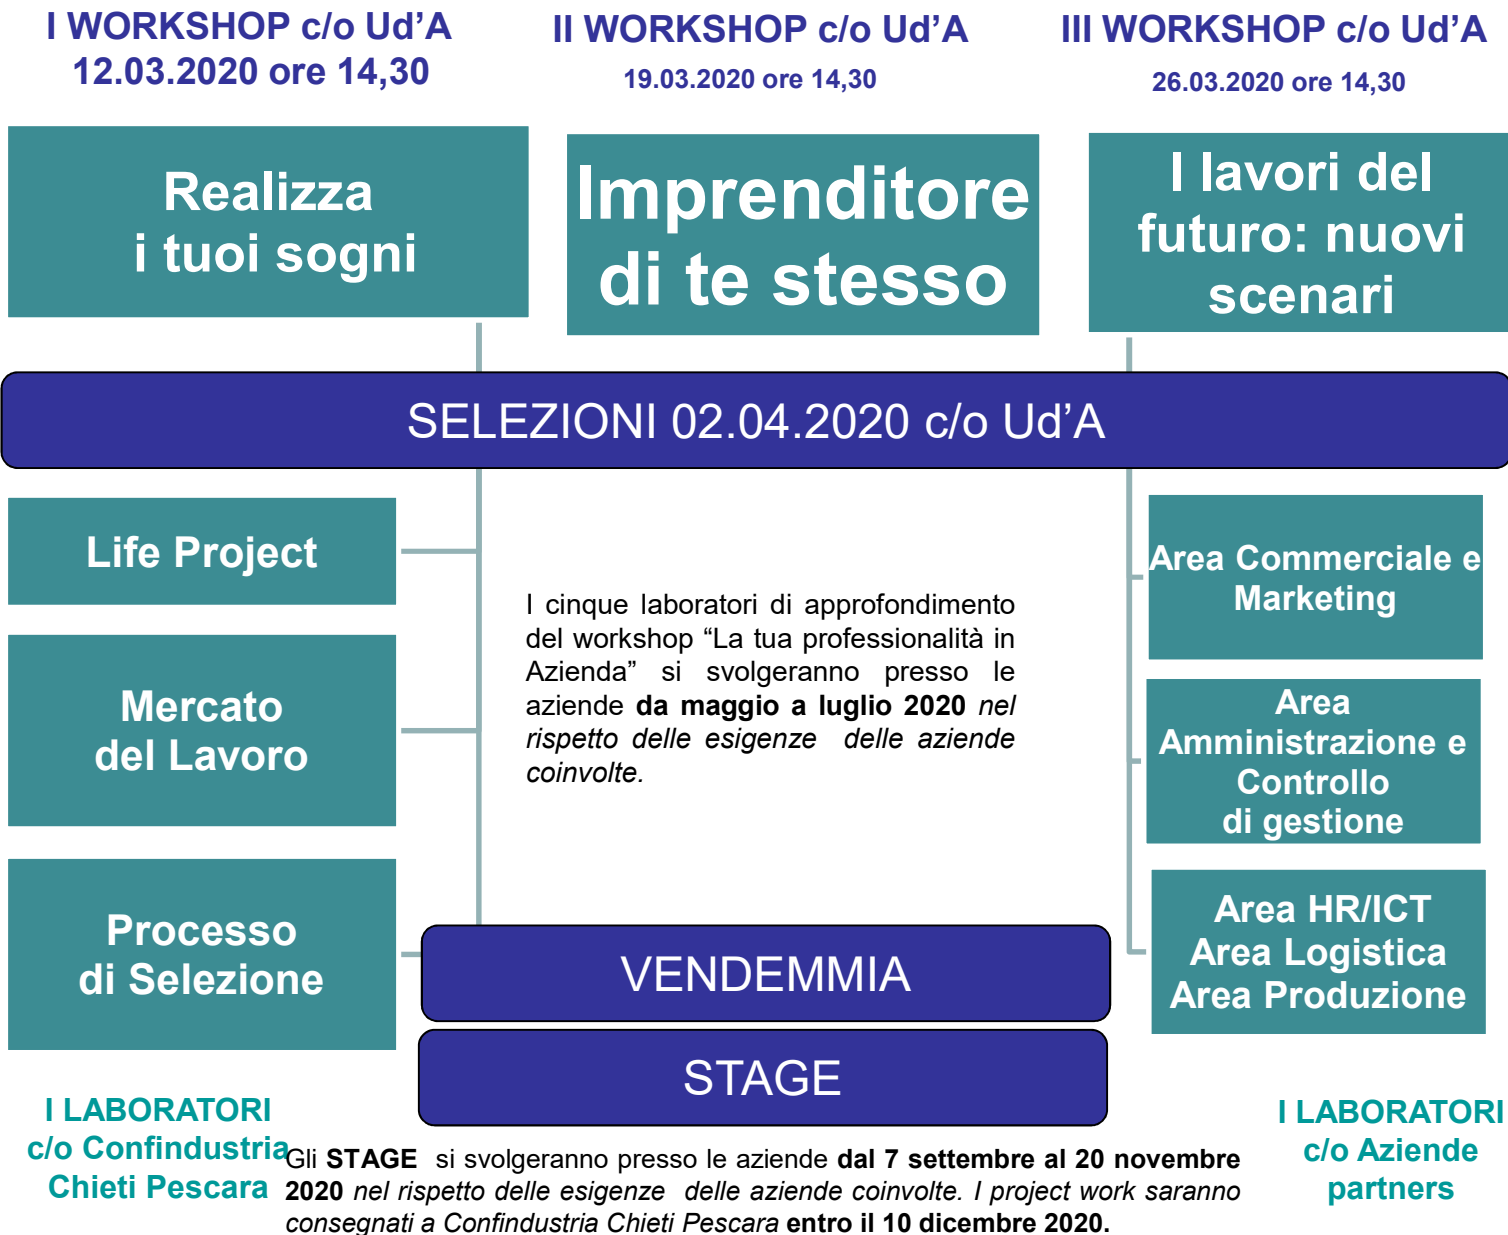 I WORKSHOP c/o Ud’A
12.03.2020 ore 14,30
II WORKSHOP c/o Ud’A
19.03.2020 ore 14,30
III WORKSHOP c/o Ud’A
26.03.2020 ore 14,30
Realizza
i tuoi sogni
Imprenditore
di te stesso
I lavori del
futuro: nuovi
scenari
SELEZIONI 02.04.2020 c/o Ud’A
Life Project
Mercato
del Lavoro
Processo
di Selezione
I cinque laboratori di approfondimento
del workshop “La tua professionalità in
Azienda” si svolgeranno presso le
aziende da maggio a luglio 2020 nel
rispetto delle esigenze delle aziende
coinvolte.
Area Commerciale e
Marketing
Area
Amministrazione e
Controllo
di gestione
Area HR/ICT
Area Logistica
Area Produzione
VENDEMMIA
STAGE
I LABORATORI
c/o Confindustria
Chieti Pescara
I LABORATORI
c/o Aziende
partners
Gli STAGE si svolgeranno presso le aziende dal 7 settembre al 20 novembre
2020 nel rispetto delle esigenze delle aziende coinvolte. I project work saranno
consegnati a Confindustria Chieti Pescara entro il 10 dicembre 2020.